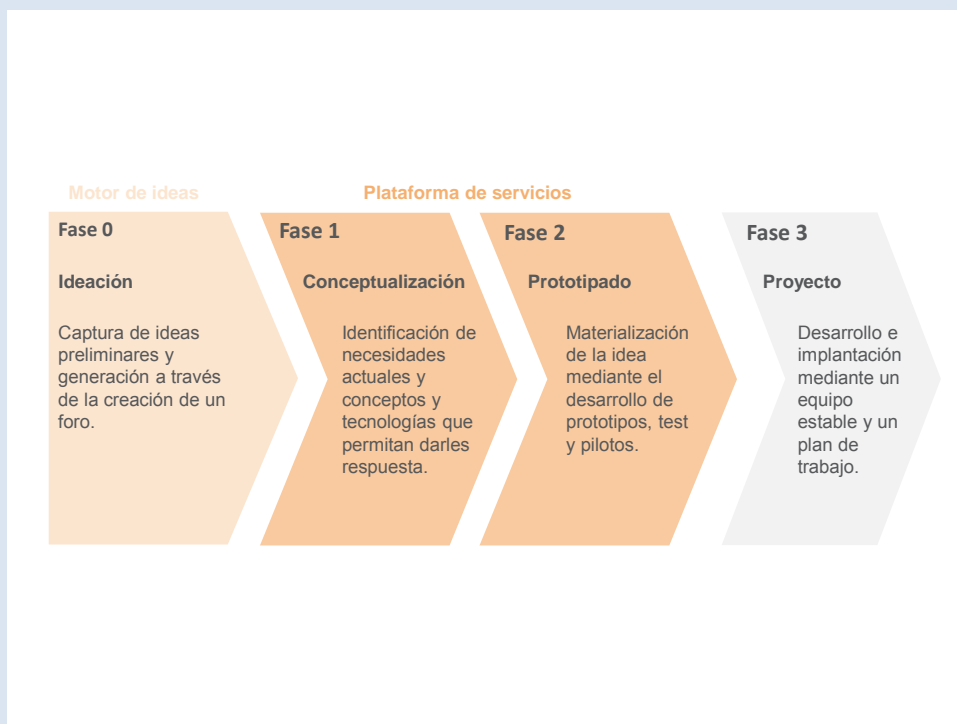 Motor de ideas
Plataforma de servicios
Fase 0
Ideación
Captura de ideas
preliminares y
generación a través
de la creación de un
foro.
Fase 1
Conceptualización
Identificación de
necesidades
actuales y
conceptos y
tecnologías que
permitan darles
respuesta.
Fase 2
Prototipado
Materialización
de la idea
mediante el
desarrollo de
prototipos, test
y pilotos.
Fase 3
Proyecto
Desarrollo e
implantación
mediante un
equipo
estable y un
plan de
trabajo.